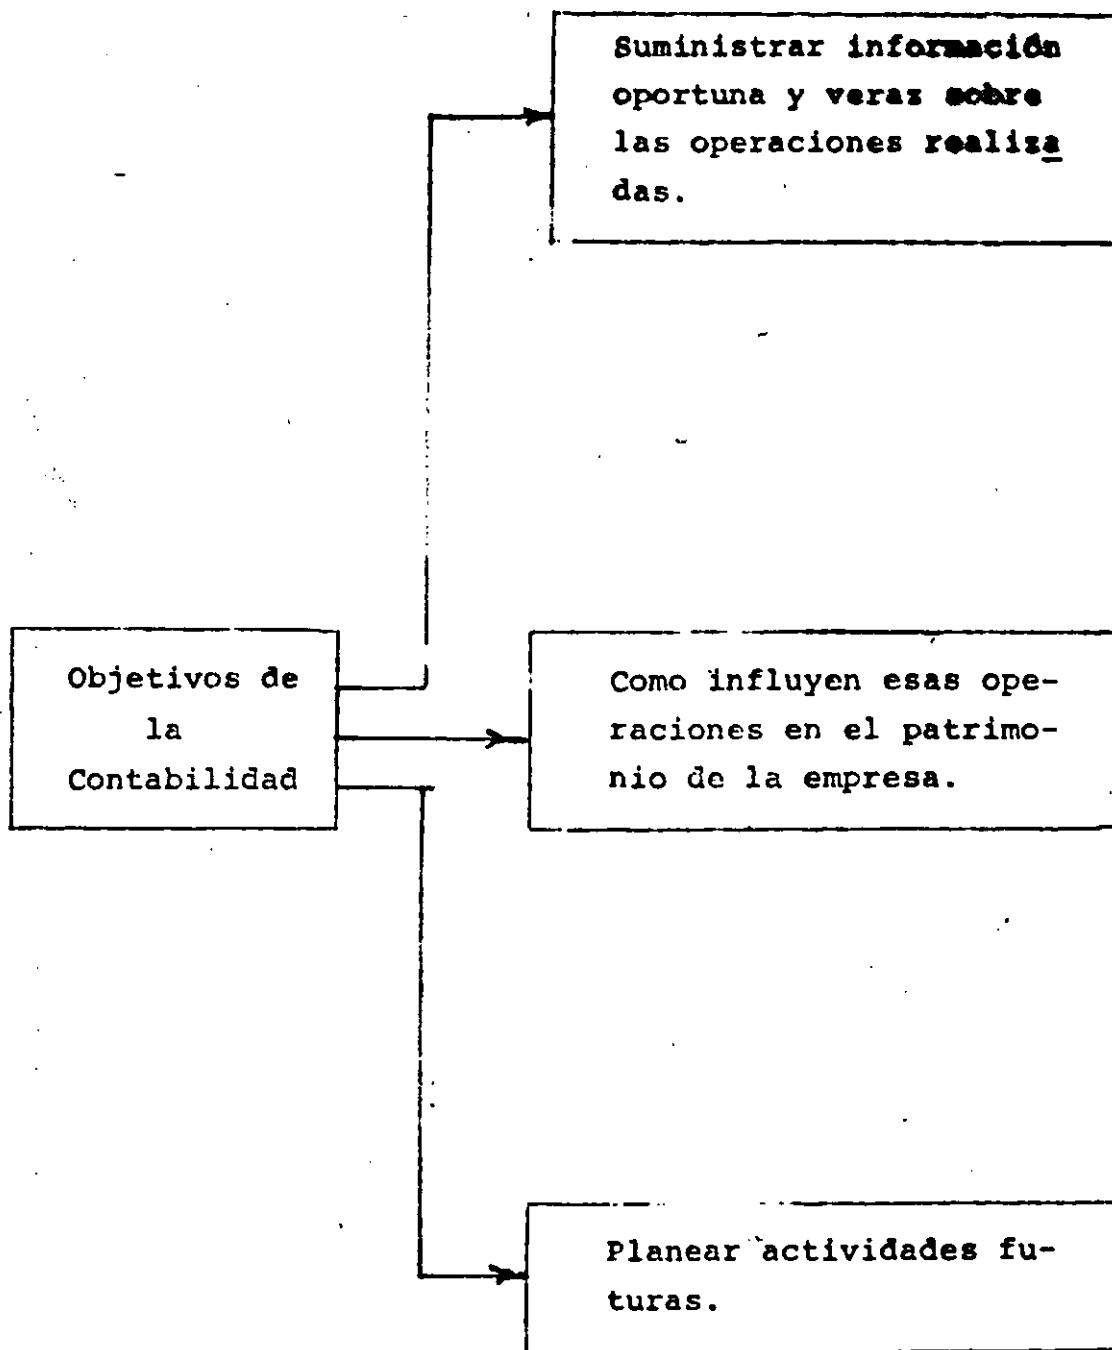 Suministrar información
oportuna y veraz sobre
las operaciones realiza
das.
Objetivos de
la
Contabilidad
Como influyen esas ope-
raciones en el patrimo-
nio de la empresa.
Planear actividades fu-
turas.